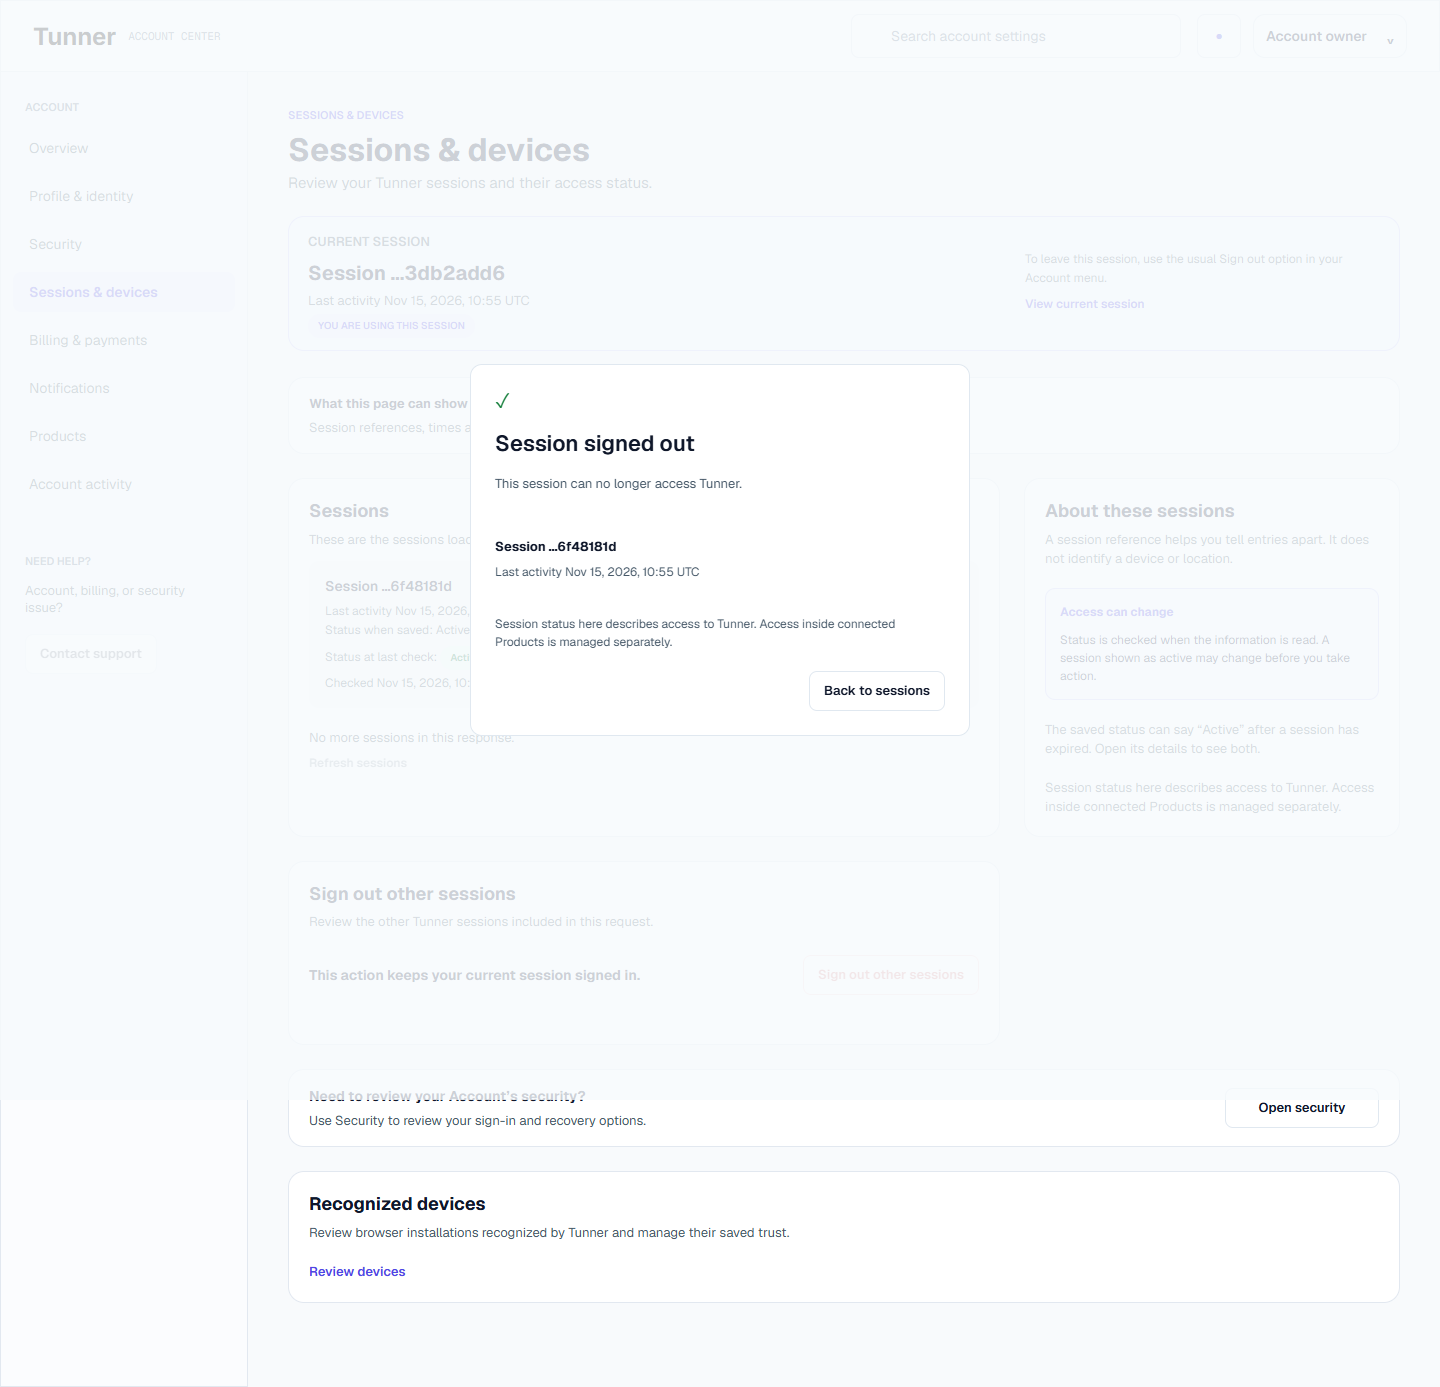 Tunner ACCOUNT CENTER
Search account settings
Account owner
ACCOUNT
Overview
Profile & identity
Security
Sessions & devices
Billing & payments
Notifications
Products
Account activity
NEED HELP?
Account, billing, or security
issue?
Contact support
SESSIONS & DEVICES
Sessions & devices
Review your Tunner sessions and their access status.
CURRENT SESSION
Session …3db2add6
Last activity Nov 15, 2026, 10:55 UTC
YOU ARE USING THIS SESSION
To leave this session, use the usual Sign out option in your
Account menu.
View current session
What this page can show
Session references, times a
Sessions
These are the sessions load
Session …6f48181d
Last activity Nov 15, 2026,
Status when saved: Active
Status at last check: Acti
Checked Nov 15, 2026, 10:
No more sessions in this response.
Refresh sessions
Session signed out
This session can no longer access Tunner.
Session …6f48181d
Last activity Nov 15, 2026, 10:55 UTC
Session status here describes access to Tunner. Access inside connected
Products is managed separately.
Back to sessions
About these sessions
A session reference helps you tell entries apart. It does
not identify a device or location.
Access can change
Status is checked when the information is read. A
session shown as active may change before you take
action.
The saved status can say “Active” after a session has
expired. Open its details to see both.
Session status here describes access to Tunner. Access
inside connected Products is managed separately.
Sign out other sessions
Review the other Tunner sessions included in this request.
This action keeps your current session signed in.
Sign out other sessions
Need to review your Account's security?
Use Security to review your sign-in and recovery options.
Open security
Recognized devices
Review browser installations recognized by Tunner and manage their saved trust.
Review devices